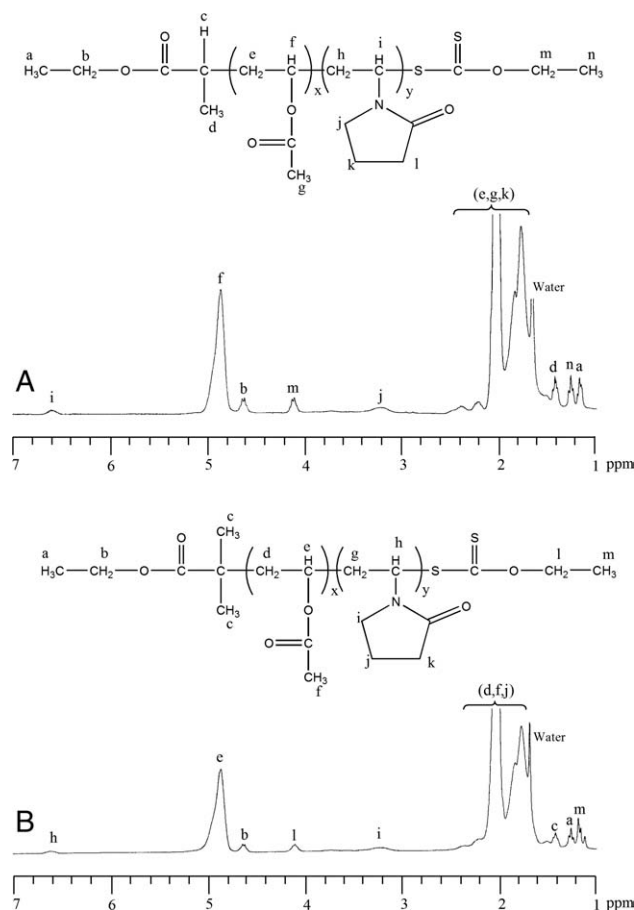 c
H
O
f
S
a
b
e
H
h
i
H
m
n
H₃C
CH₂
O
CH₂
CH₂
S
O
CH₂
CH₃
x
y
CH₃
d
O
N
O
O
j
CH₃
g
k
l
(e,g,k)
f
Water
A
i
b
m
j
d
n
a
7
6
5
4
3
2
1
ppm
c
CH₃
O
e
S
a
b
d
H
g
h
H
l
m
H₃C
CH₂
O
CH₂
CH₂
S
O
CH₂
CH₃
x
y
CH₃
c
O
N
O
O
i
CH₃
f
j
k
(d,f,j)
e
Water
B
h
b
l
i
c
a
m
7
6
5
4
3
2
1
ppm